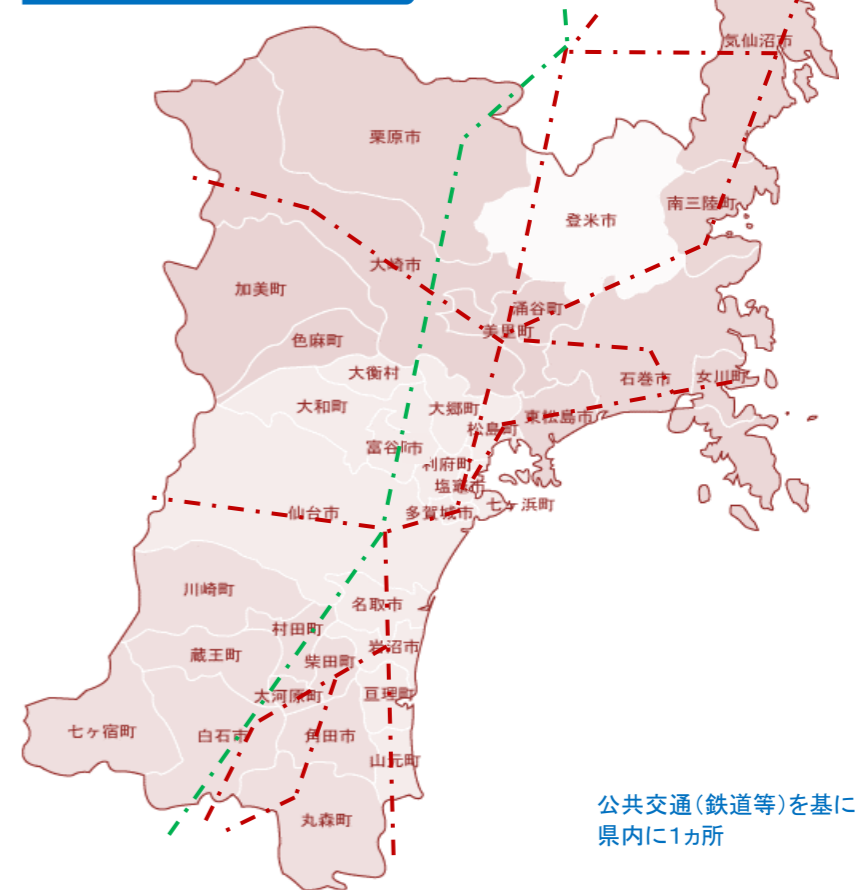 気仙沼市
栗原市
登米市
南三陸町
大崎市
加美町
涌谷町
美里町
色麻町
大衡村
石巻市
女川町
大和町
大郷町
東松島市
松島町
富谷市
利府町
塩竈市
七ヶ浜町
仙台市
多賀城市
川崎町
名取市
村田町
岩沼市
蔵王町
柴田町
大河原町
亘理町
七ヶ宿町
白石市
角田市
山元町
丸森町
公共交通(鉄道等)を基に
県内に1ヵ所